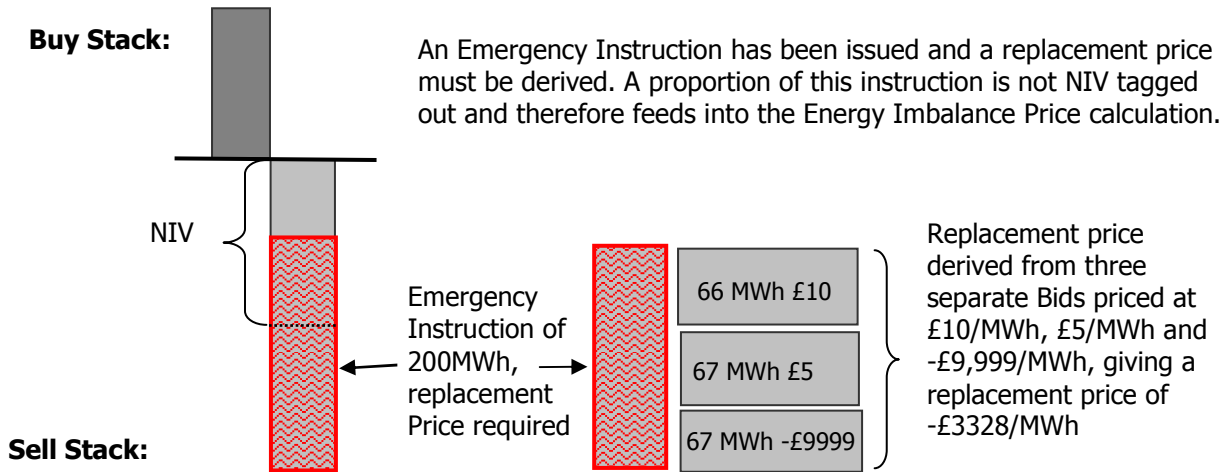 Buy Stack:
An Emergency Instruction has been issued and a replacement price
must be derived. A proportion of this instruction is not NIV tagged
out and therefore feeds into the Energy Imbalance Price calculation.
NIV
Emergency
Instruction of
200MWh,
replacement
Price required
66 MWh £10
67 MWh £5
67 MWh -£9999
Replacement price
derived from three
separate Bids priced at
£10/MWh, £5/MWh and
-£9,999/MWh, giving a
replacement price of
-£3328/MWh
Sell Stack: